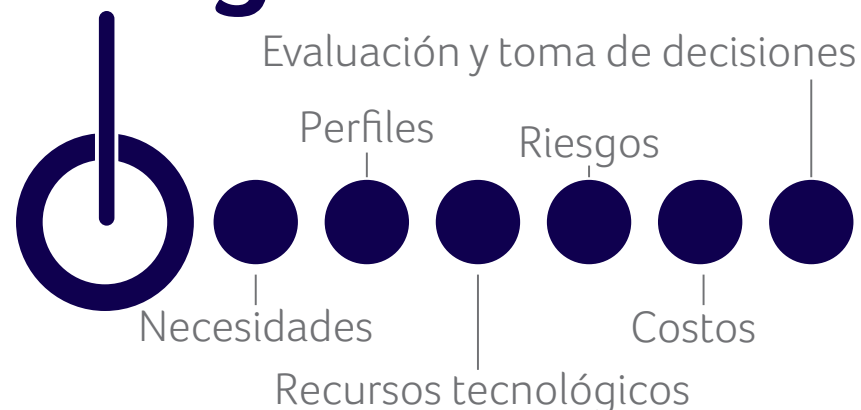 Evaluación y toma de decisiones
Perfiles
Riesgos
Necesidades
Costos
Recursos tecnológicos